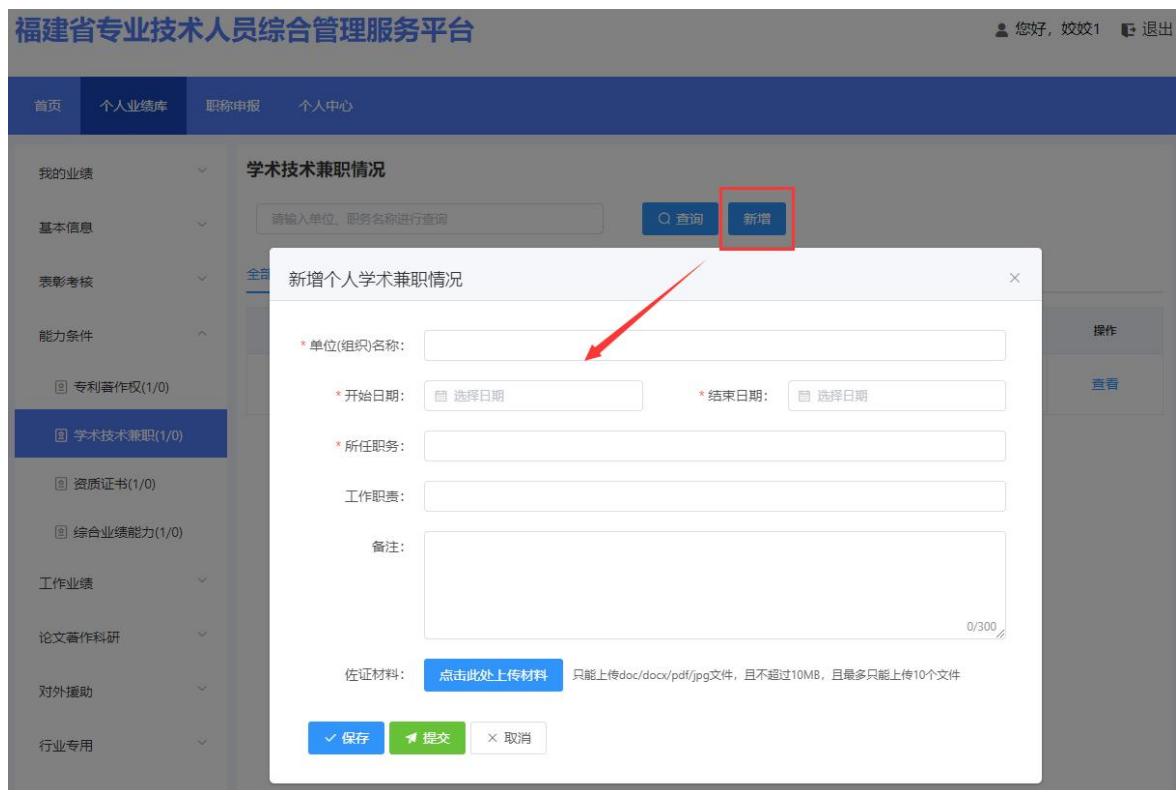 福建省专业技术人员综合管理服务平台
您好，姣姣1 退出
首页 个人业绩库 职称申报 个人中心
我的业绩
基本信息
表彰考核
能力条件
专利著作权(1/0)
学术技术兼职(1/0)
资质证书(1/0)
综合业绩能力(1/0)
工作业绩
论文著作科研
对外援助
行业专用
学术技术兼职情况
请输入单位、职务名称进行查询 查询 新增
全部
操作
查看
新增个人学术兼职情况
* 单位(组织)名称：
* 开始日期： 选择日期 * 结束日期： 选择日期
* 所任职务：
工作职责：
备注：
0/300
佐证材料： 点击此处上传材料 只能上传doc/docx/pdf/jpg文件，且不超过10MB，且最多只能上传10个文件
保存 提交 取消